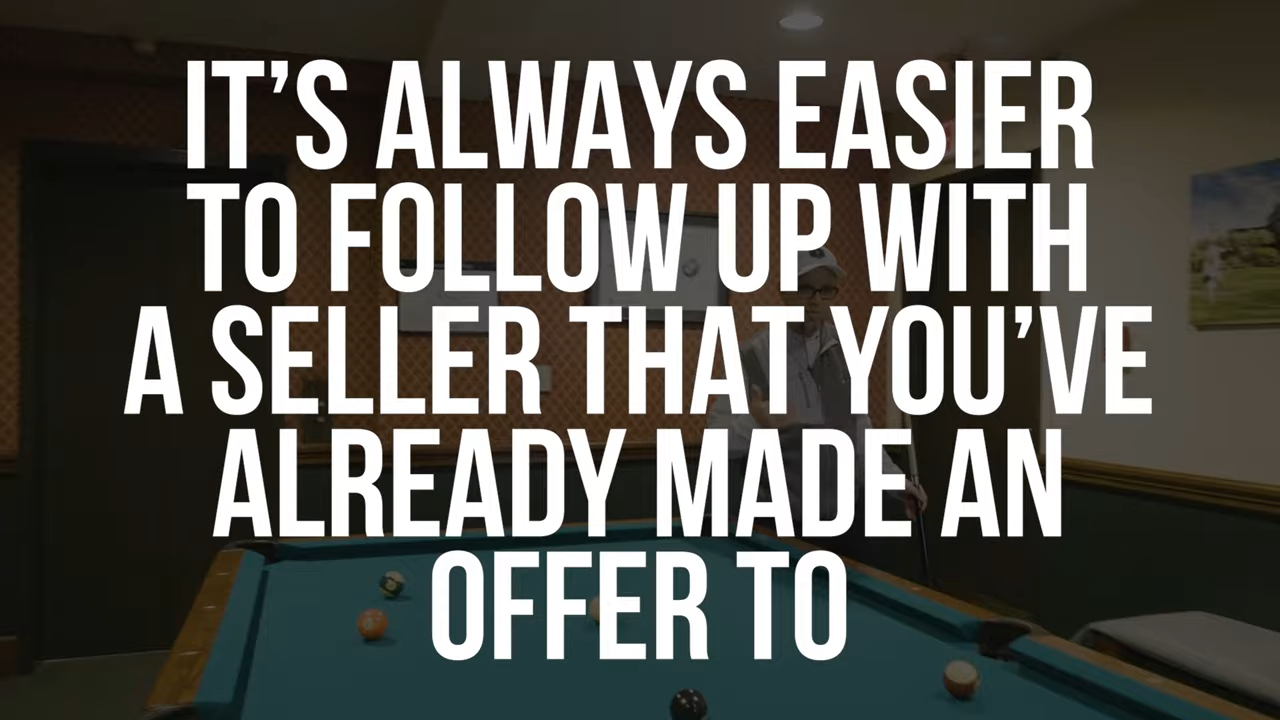 IT’S ALWAYS EASIER
TO FOLLOW UP WITH
A SELLER THAT YOU’VE
ALREADY MADE AN
OFFER TO